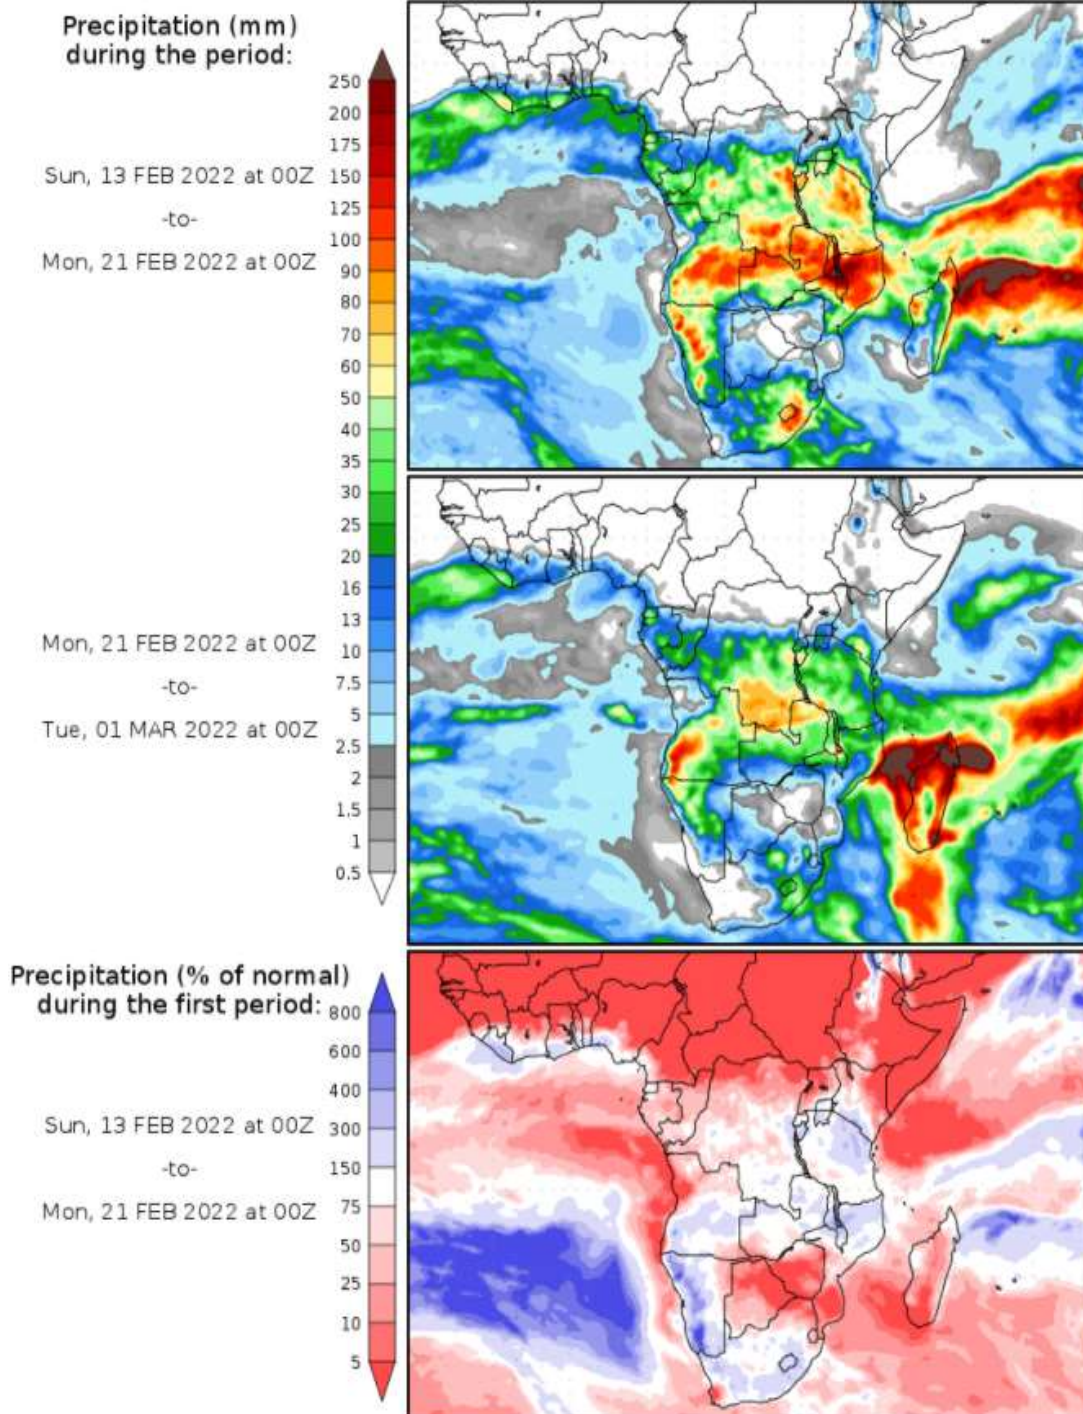 Precipitation (mm)
during the period:
250
200
175
Sun, 13 FEB 2022 at 00Z
150
-to-
125
100
Mon, 21 FEB 2022 at 00Z
90
80
70
60
50
40
35
30
25
20
16
13
Mon, 21 FEB 2022 at 00Z
10
-to-
7.5
5
Tue, 01 MAR 2022 at 00Z
2.5
2
1.5
1
0.5
Precipitation (% of normal)
during the first period:
800
600
400
Sun, 13 FEB 2022 at 00Z
300
-to-
150
Mon, 21 FEB 2022 at 00Z
75
50
25
10
5